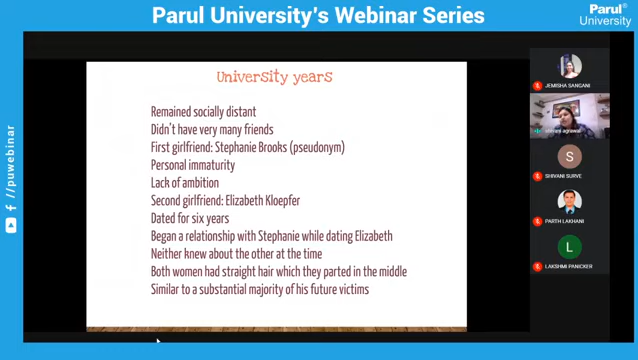 Parul University's Webinar Series
Parul®
University
f //puwebinar
University years
Remained socially distant
Didn't have very many friends
First girlfriend: Stephanie Brooks (pseudonym)
Personal immaturity
Lack of ambition
Second girlfriend: Elizabeth Kloepfer
Dated for six years
Began a relationship with Stephanie while dating Elizabeth
Neither knew about the other at the time
Both women had straight hair which they parted in the middle
Similar to a substantial majority of his future victims
JEMISHA SANGANI
shivani agrawal
S
SHIVANI SURVE
PARTH LAKHANI
L
LAKSHMI PANICKER